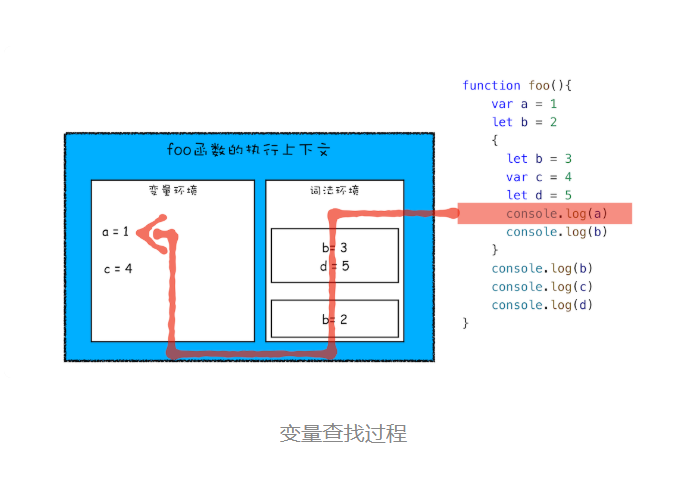 foo函数的执行上下文
变量环境
a = 1
c = 4
词法环境
b= 3
d = 5
b= 2
function foo(){
    var a = 1
    let b = 2
    {
      let b = 3
      var c = 4
      let d = 5
      console.log(a)
      console.log(b)
    }
    console.log(b)
    console.log(c)
    console.log(d)
}
变量查找过程